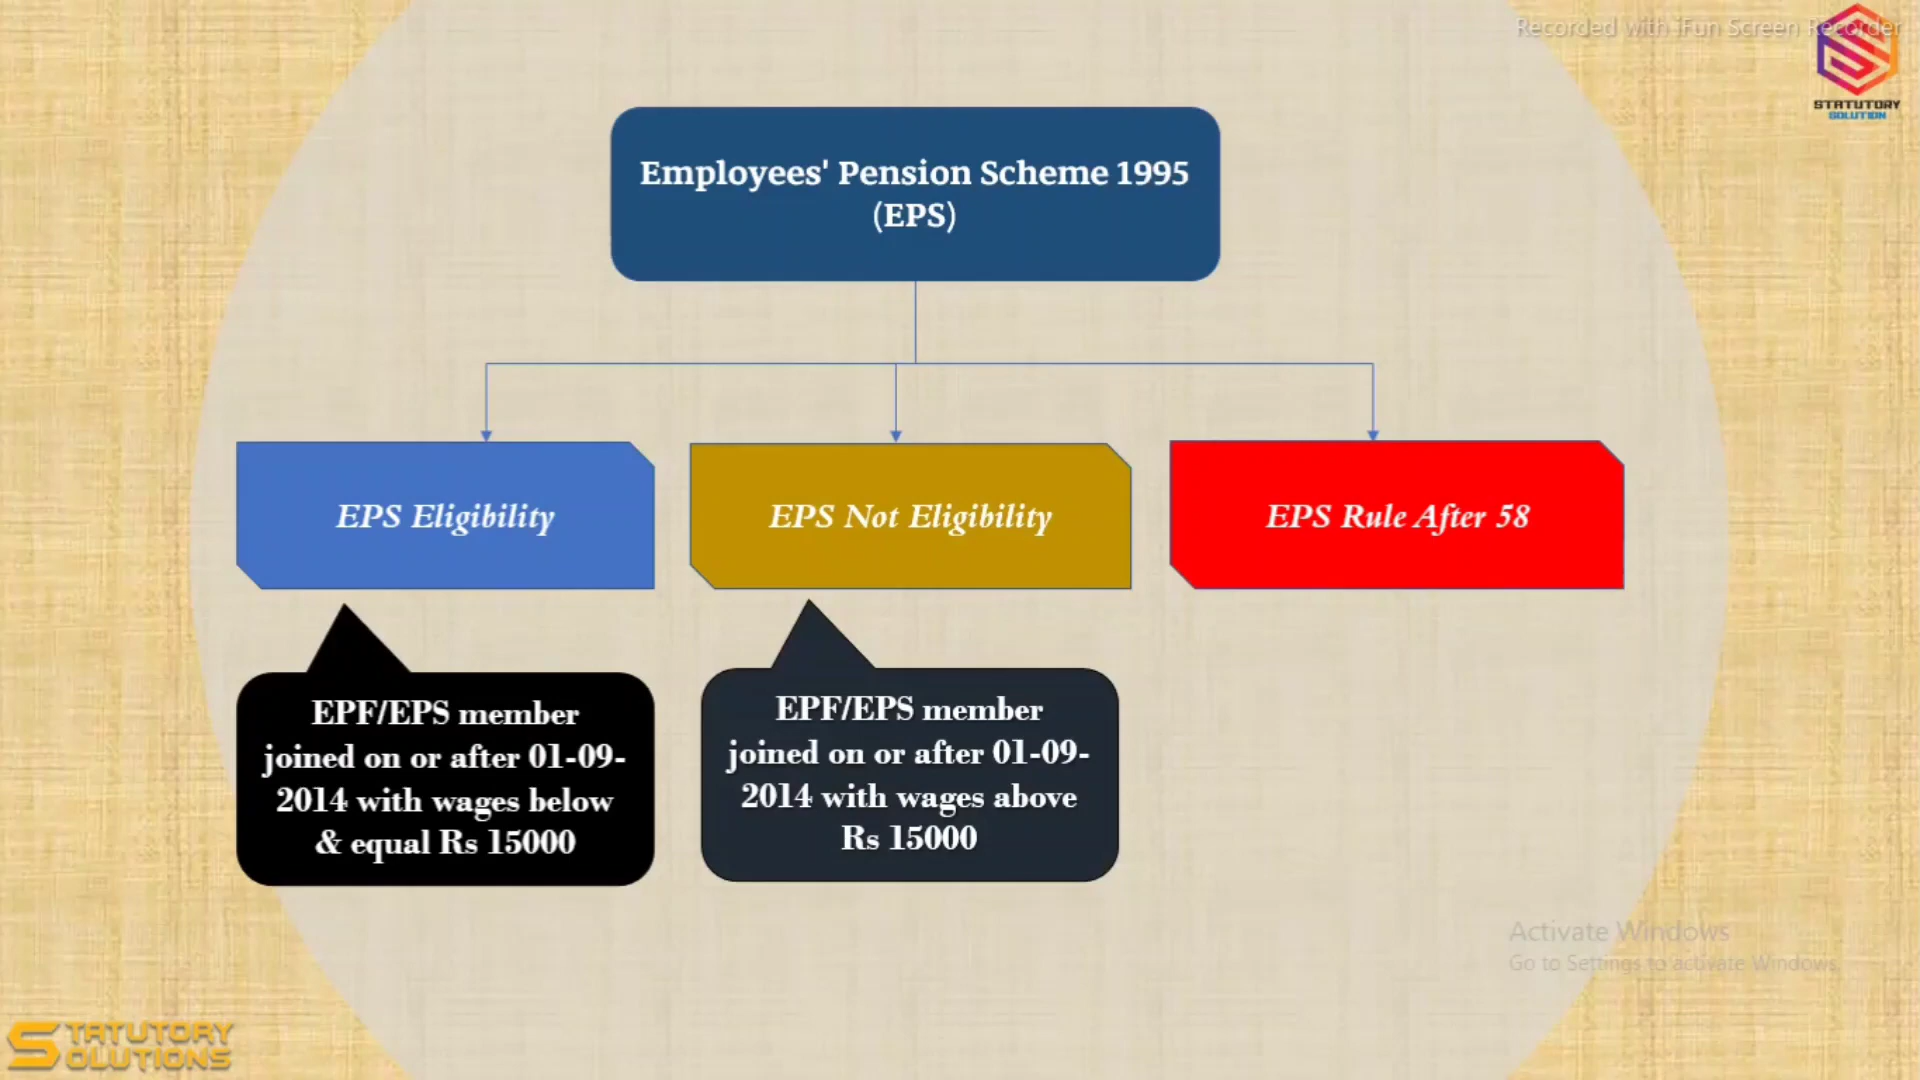 Recorded with iFun Screen Recorder
STATUTORY
SOLUTION
Employees' Pension Scheme 1995
(EPS)
EPS Eligibility
EPS Not Eligibility
EPS Rule After 58
EPF/EPS member
joined on or after 01-09-
2014 with wages below
& equal Rs 15000
EPF/EPS member
joined on or after 01-09-
2014 with wages above
Rs 15000
Activate Windows
Go to Settings to activate Windows.
STATUTORY
SOLUTIONS